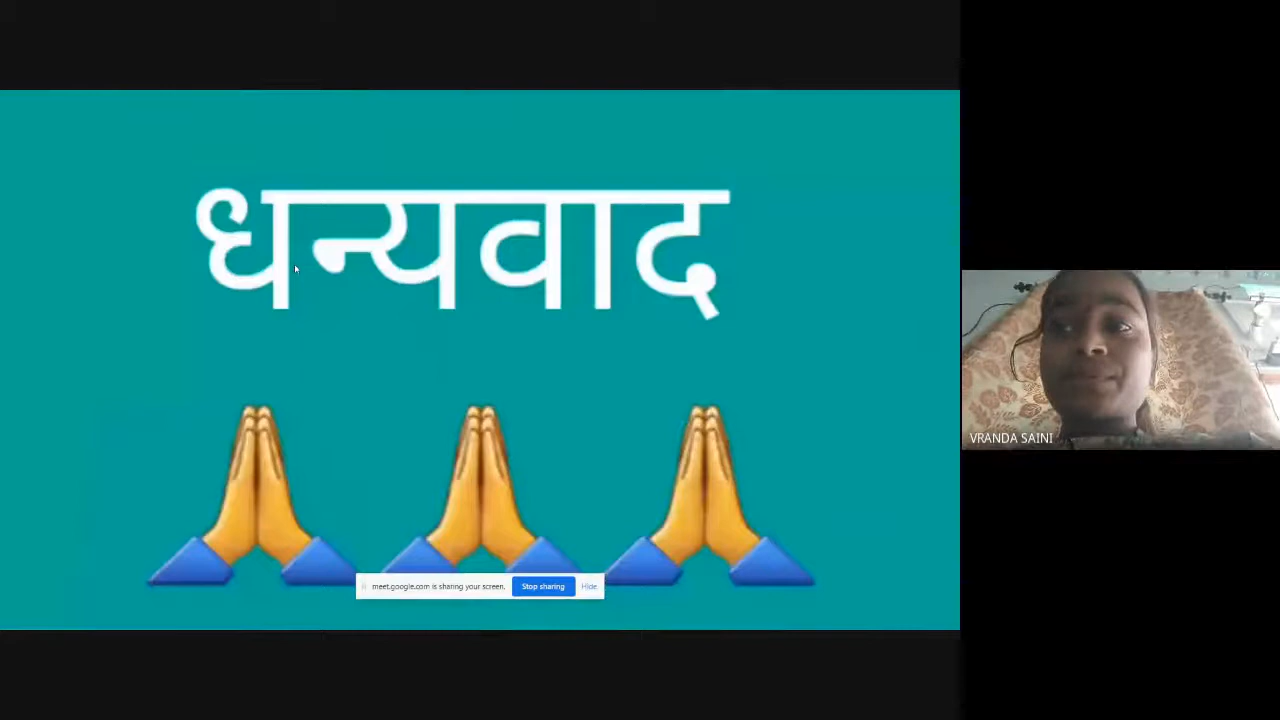 धन्यवाद
meet.google.com is sharing your screen. Stop sharing Hide
VRANDA SAINI